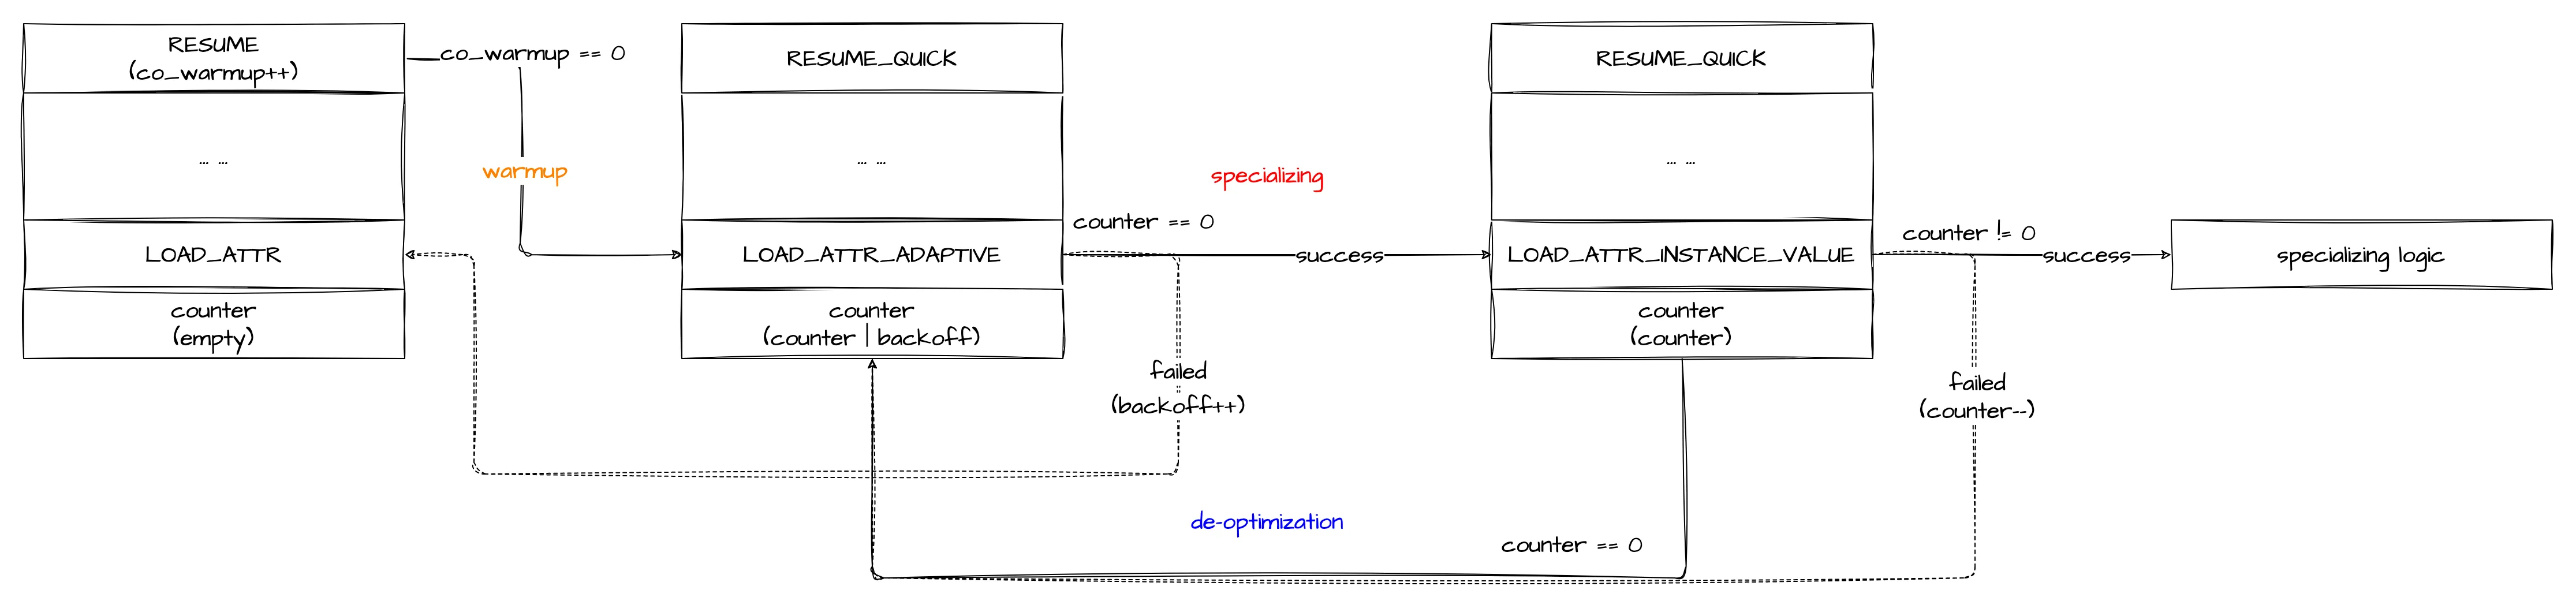 RESUME
(co_warmup++)
... ...
LOAD_ATTR
counter
(empty)
co_warmup == 0
warmup
RESUME_QUICK
... ...
LOAD_ATTR_ADAPTIVE
counter
(counter | backoff)
specializing
counter == 0
success
failed
(backoff++)
RESUME_QUICK
... ...
LOAD_ATTR_INSTANCE_VALUE
counter
(counter)
counter != 0
success
failed
(counter--)
specializing logic
de-optimization
counter == 0